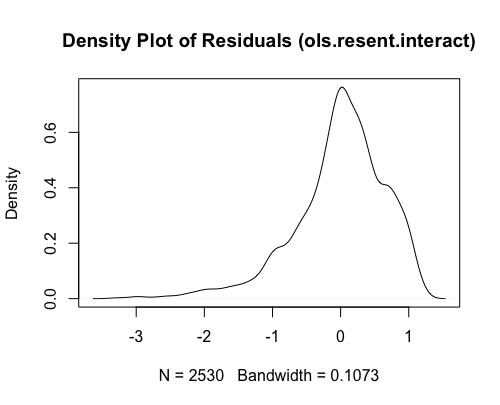 Density Plot of Residuals (ols.resent.interact)
Density
0.6
0.4
0.2
0.0
-3 -2 -1 0 1
N = 2530 Bandwidth = 0.1073